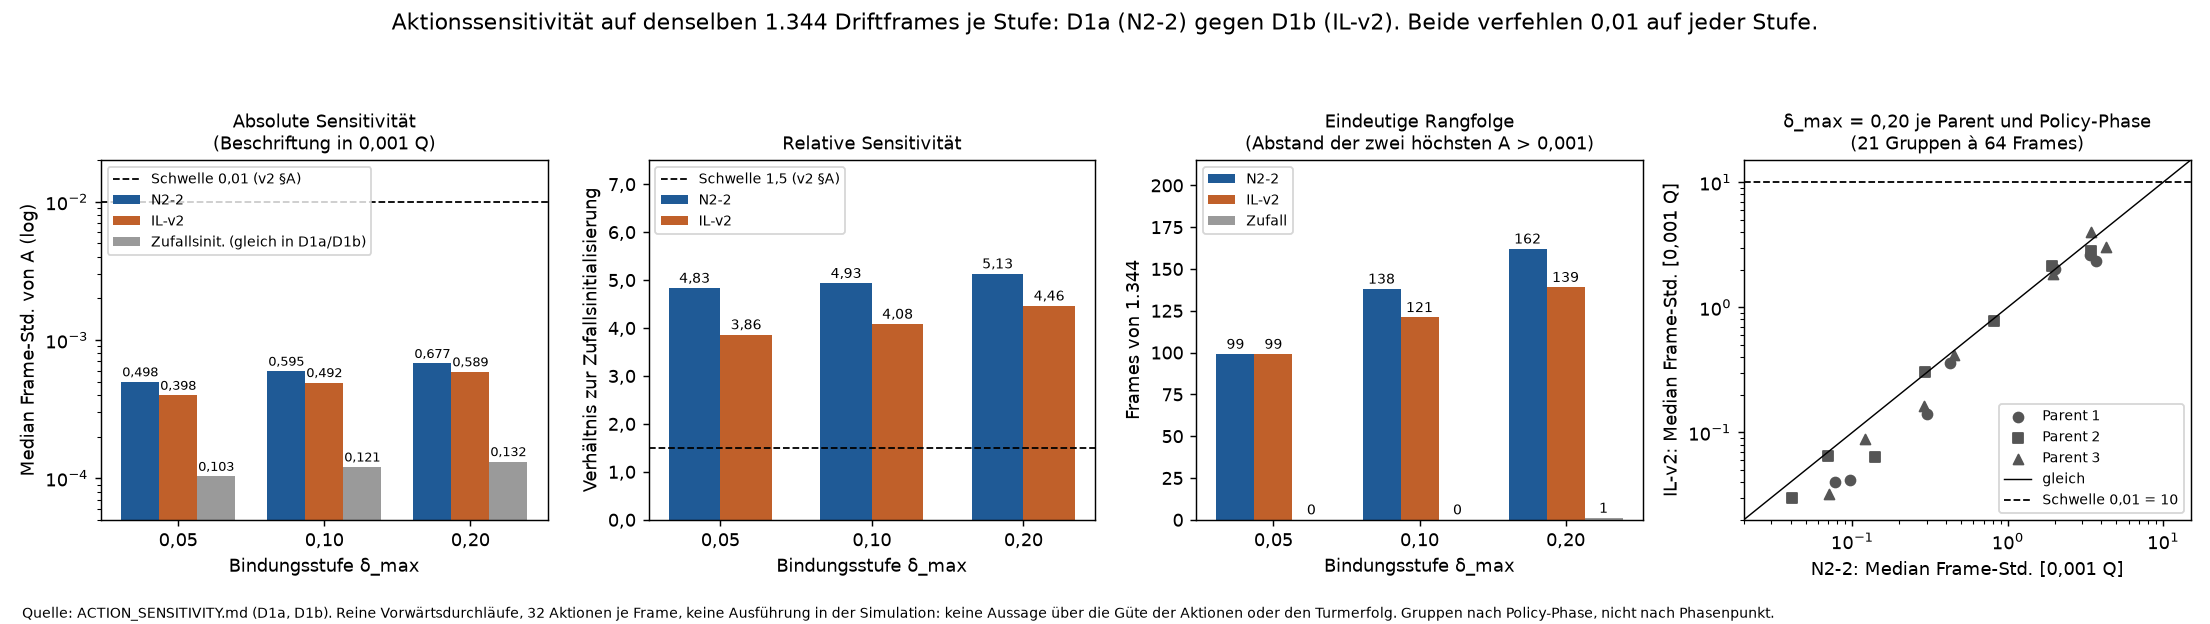 Aktionssensitivität auf denselben 1.344 Driftframes je Stufe: D1a (N2-2) gegen D1b (IL-v2). Beide verfehlen 0,01 auf jeder Stufe.
Absolute Sensitivität
(Beschriftung in 0,001 Q)
Median Frame-Std. von A (log)
10⁻²
10⁻³
10⁻⁴
Schwelle 0,01 (v2 §A)
N2-2
IL-v2
Zufallsinit. (gleich in D1a/D1b)
0,498
0,398
0,103
0,595
0,492
0,121
0,677
0,589
0,132
0,05
0,10
0,20
Bindungsstufe δ_max
Relative Sensitivität
Verhältnis zur Zufallsinitialisierung
7,0
6,0
5,0
4,0
3,0
2,0
1,0
0,0
Schwelle 1,5 (v2 §A)
N2-2
IL-v2
4,83
3,86
4,93
4,08
5,13
4,46
0,05
0,10
0,20
Bindungsstufe δ_max
Eindeutige Rangfolge
(Abstand der zwei höchsten A > 0,001)
Frames von 1.344
200
175
150
125
100
75
50
25
0
N2-2
IL-v2
Zufall
99
99
0
138
121
0
162
139
1
0,05
0,10
0,20
Bindungsstufe δ_max
δ_max = 0,20 je Parent und Policy-Phase
(21 Gruppen à 64 Frames)
IL-v2: Median Frame-Std. [0,001 Q]
10¹
10⁰
10⁻¹
Parent 1
Parent 2
Parent 3
gleich
Schwelle 0,01 = 10
10⁻¹
10⁰
10¹
N2-2: Median Frame-Std. [0,001 Q]
Quelle: ACTION_SENSITIVITY.md (D1a, D1b). Reine Vorwärtsdurchläufe, 32 Aktionen je Frame, keine Ausführung in der Simulation: keine Aussage über die Güte der Aktionen oder den Turmerfolg. Gruppen nach Policy-Phase, nicht nach Phasenpunkt.